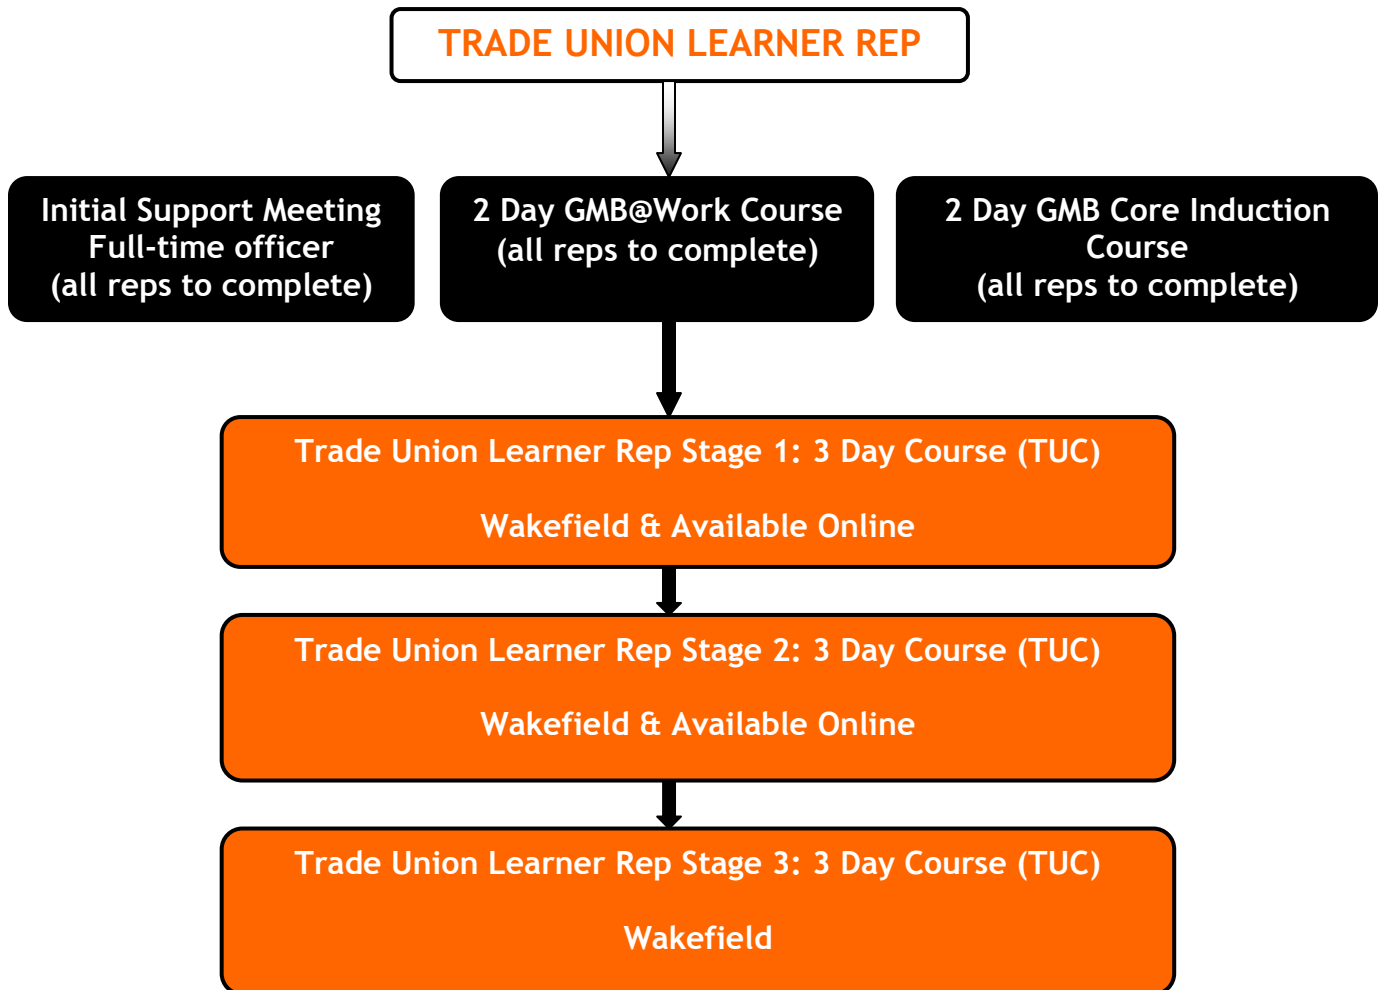 TRADE UNION LEARNER REP
Initial Support Meeting
Full-time officer
(all reps to complete)
2 Day GMB@Work Course
(all reps to complete)
2 Day GMB Core Induction
Course
(all reps to complete)
Trade Union Learner Rep Stage 1: 3 Day Course (TUC)
Wakefield & Available Online
Trade Union Learner Rep Stage 2: 3 Day Course (TUC)
Wakefield & Available Online
Trade Union Learner Rep Stage 3: 3 Day Course (TUC)
Wakefield